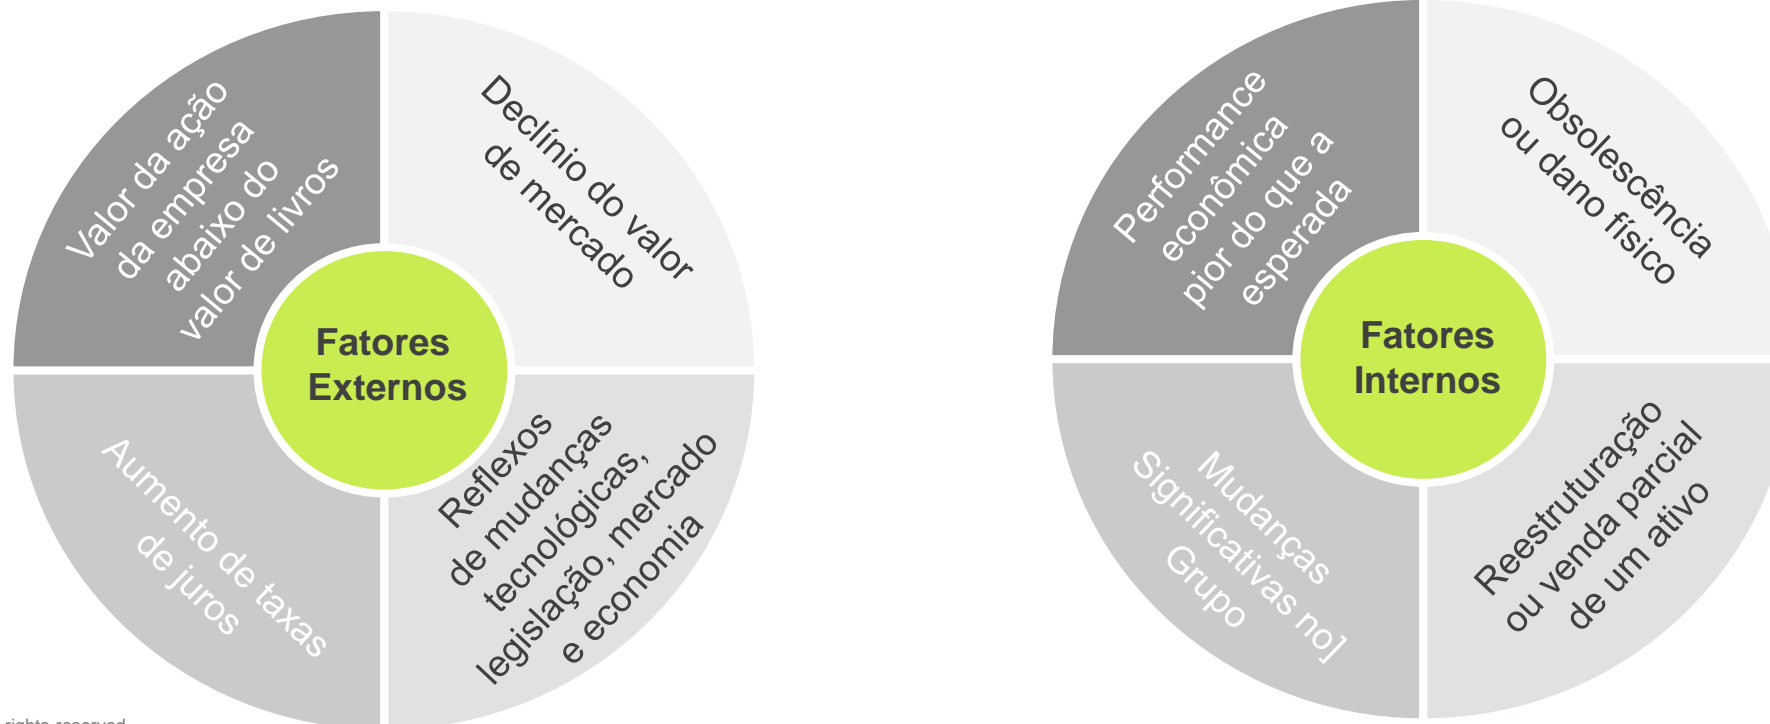 Valor da ação
da empresa
abaixo do
valor de livros
Declínio do valor
de mercado
Fatores
Externos
Aumento de taxas
de juros
Reflexos
de mudanças
tecnológicas,
legislação, mercado
e economia
Performance
econômica
pior do que a
esperada
Obsolescência
ou dano físico
Fatores
Internos
Mudanças
Significativas no]
Grupo
Reestruturação
ou venda parcial
de um ativo
rights reserved